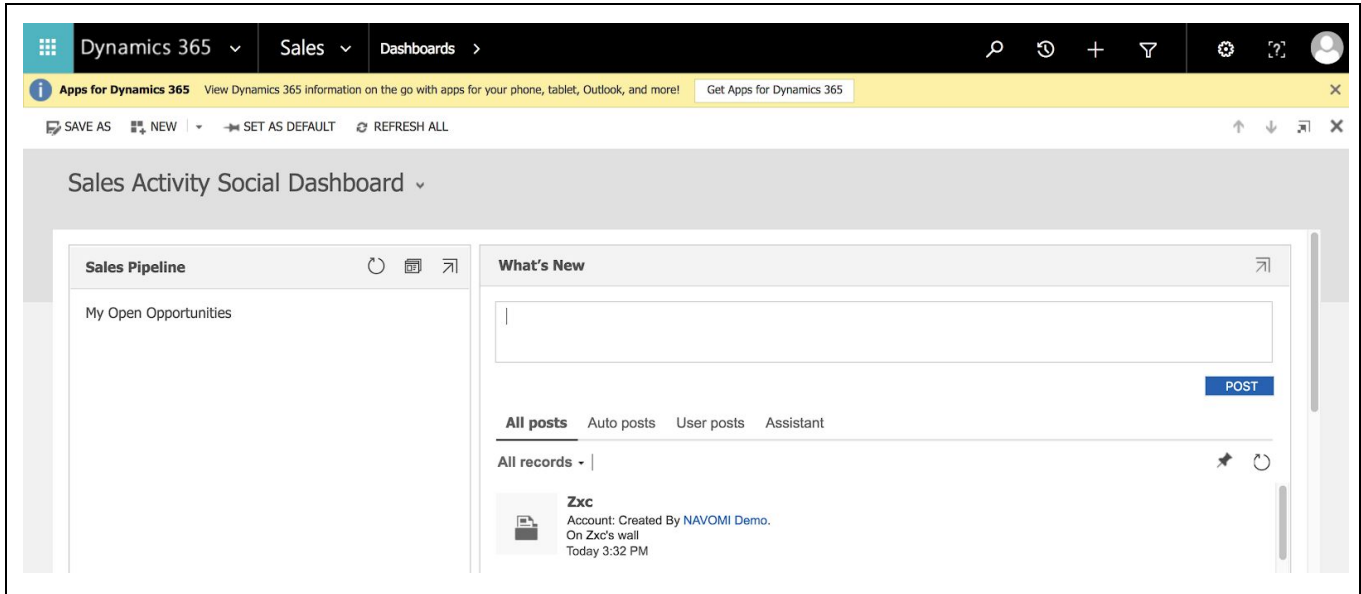 Dynamics 365 Sales Dashboards
Apps for Dynamics 365 View Dynamics 365 information on the go with apps for your phone, tablet, Outlook, and more! Get Apps for Dynamics 365
SAVE AS NEW SET AS DEFAULT REFRESH ALL
Sales Activity Social Dashboard
Sales Pipeline
My Open Opportunities
What's New
POST
All posts Auto posts User posts Assistant
All records
Zxc
Account: Created By NAVOMI Demo.
On Zxc's wall
Today 3:32 PM